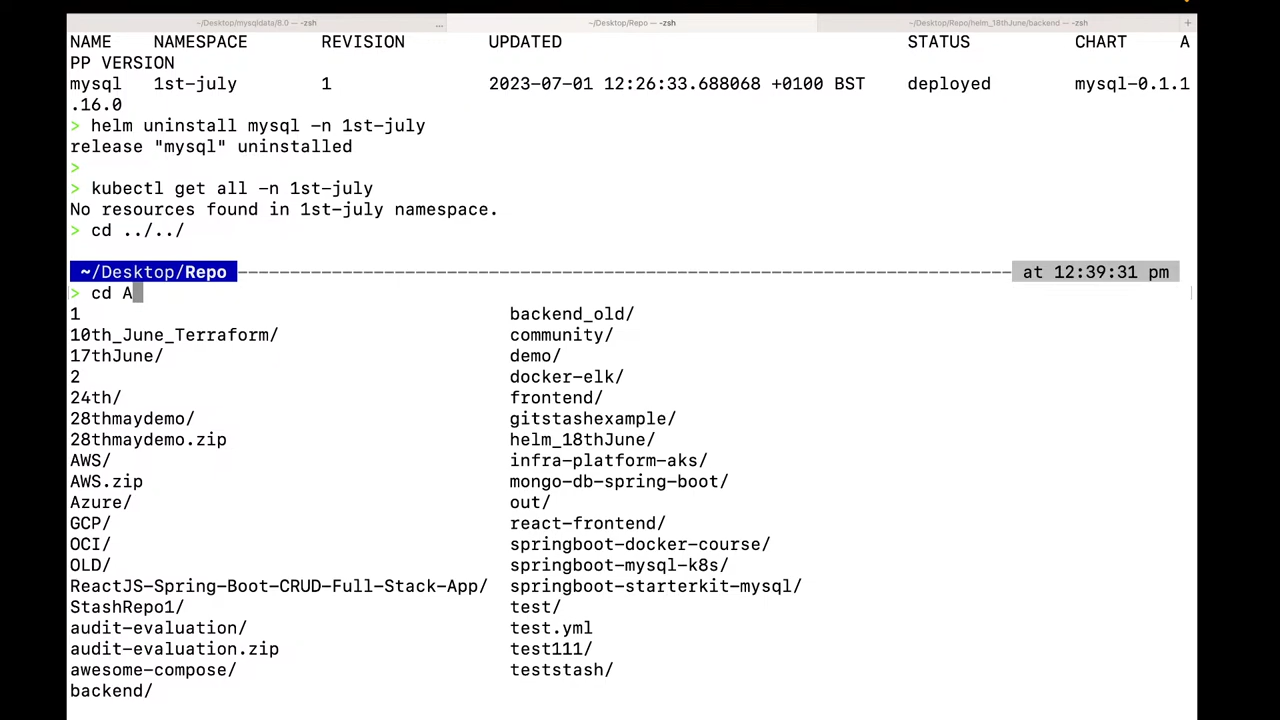 ~/Desktop/mysqldata/8.0 — -zsh ... ~/Desktop/Repo — -zsh ~/Desktop/Repo/helm_18thJune/backend — -zsh +
NAME NAMESPACE REVISION UPDATED STATUS CHART A
PP VERSION
mysql 1st-july 1 2023-07-01 12:26:33.688068 +0100 BST deployed mysql-0.1.1
.16.0
> helm uninstall mysql -n 1st-july
release "mysql" uninstalled
>
> kubectl get all -n 1st-july
No resources found in 1st-july namespace.
> cd ../../
~/Desktop/Repo at 12:39:31 pm
> cd A
1 backend_old/
10th_June_Terraform/ community/
17thJune/ demo/
2 docker-elk/
24th/ frontend/
28thmaydemo/ gitstashexample/
28thmaydemo.zip helm_18thJune/
AWS/ infra-platform-aks/
AWS.zip mongo-db-spring-boot/
Azure/ out/
GCP/ react-frontend/
OCI/ springboot-docker-course/
OLD/ springboot-mysql-k8s/
ReactJS-Spring-Boot-CRUD-Full-Stack-App/ springboot-starterkit-mysql/
StashRepo1/ test/
audit-evaluation/ test.yml
audit-evaluation.zip test111/
awesome-compose/ teststash/
backend/